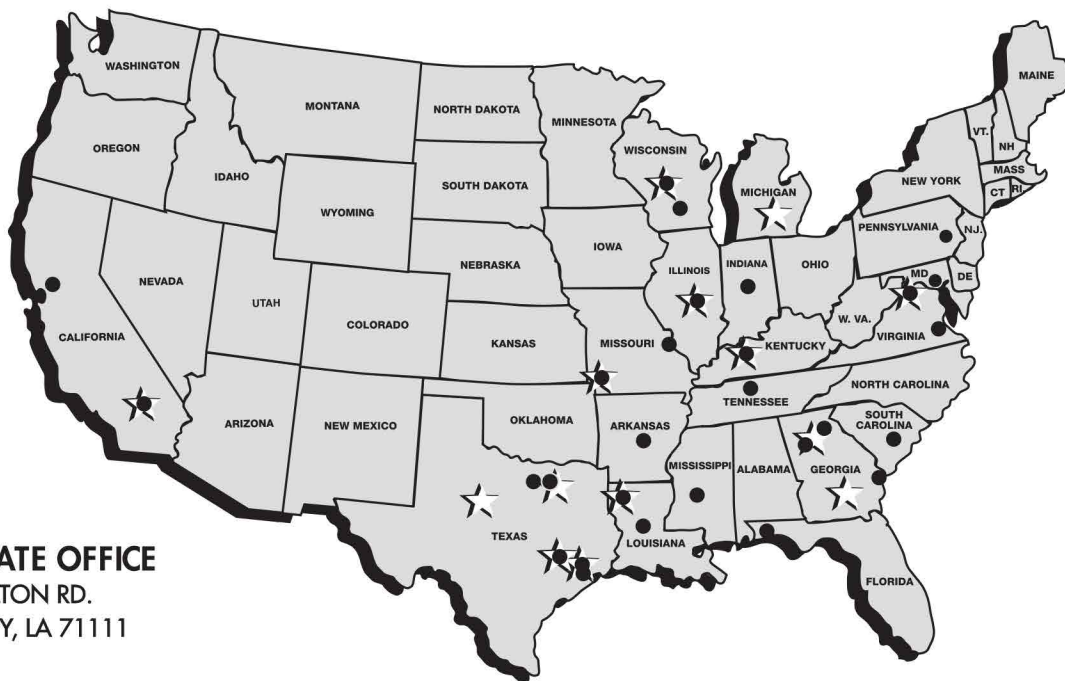 WASHINGTON
MONTANA
NORTH DAKOTA
MINNESOTA
MAINE
OREGON
IDAHO
SOUTH DAKOTA
WISCONSIN
MICHIGAN
VT.
NH
MASS
NEW YORK
CT
RI.
WYOMING
IOWA
PENNSYLVANIA
N.J.
NEBRASKA
ILLINOIS
INDIANA
OHIO
MD
DE
NEVADA
UTAH
COLORADO
KANSAS
MISSOURI
W. VA.
VIRGINIA
CALIFORNIA
KENTUCKY
NORTH CAROLINA
TENNESSEE
ARIZONA
NEW MEXICO
OKLAHOMA
ARKANSAS
SOUTH
CAROLINA
MISSISSIPPI
ALABAMA
GEORGIA
TEXAS
LOUISIANA
FLORIDA
ATE OFFICE
TON RD.
Y, LA 71111